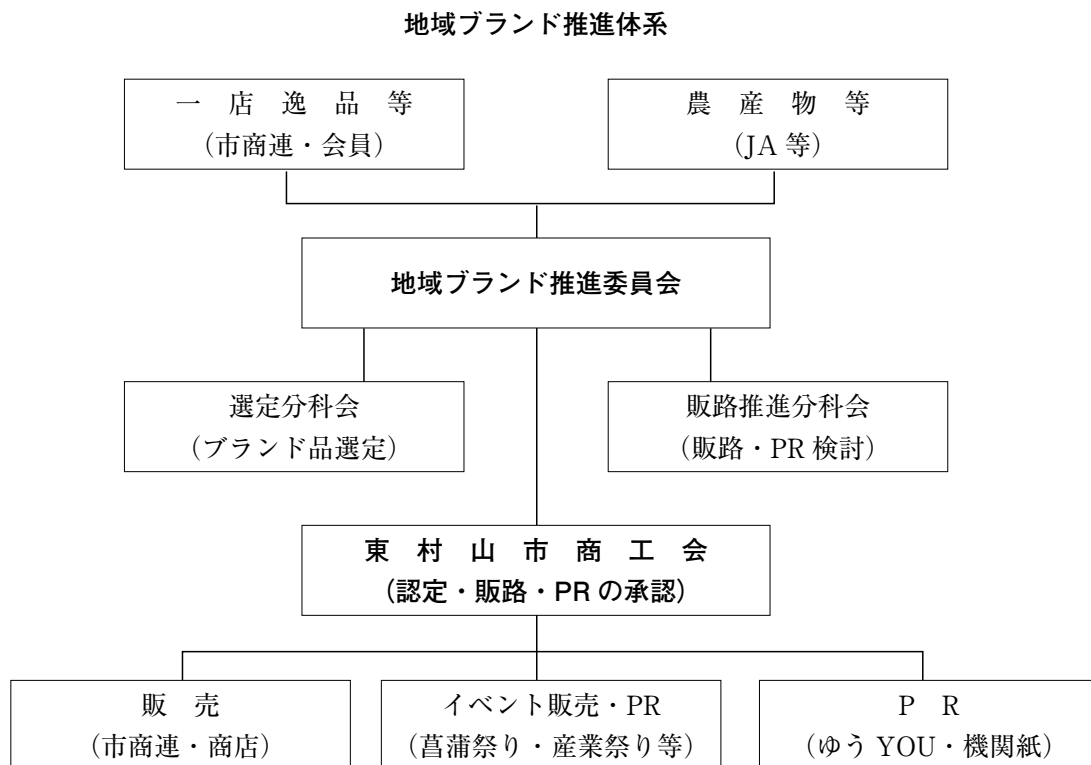 地域ブランド推進体系
一店逸品等
(市商連・会員)
農産物等
(JA 等)
地域ブランド推進委員会
選定分科会
(ブランド品選定)
販路推進分科会
(販路・PR 検討)
東村山市商工会
(認定・販路・PR の承認)
販売
(市商連・商店)
イベント販売・PR
(菖蒲祭り・産業祭り等)
PR
(ゆう YOU・機関紙)